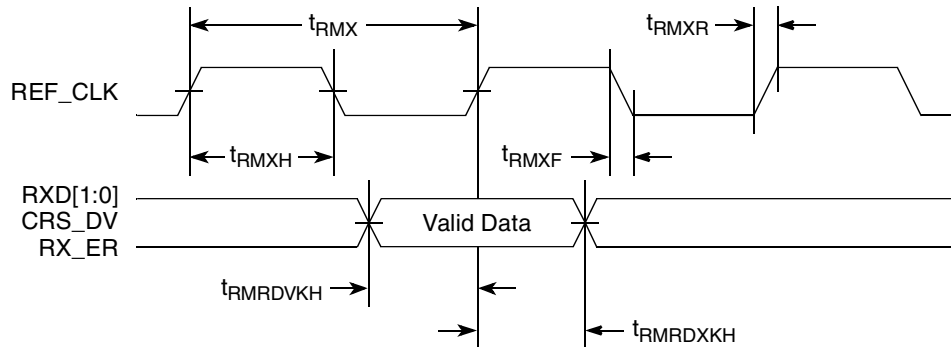 tRMX
tRMXR
REF_CLK
tRMXH
tRMXF
RXD[1:0]
CRS_DV
Valid Data
RX_ER
tRMRDVKH
tRMRDXKH